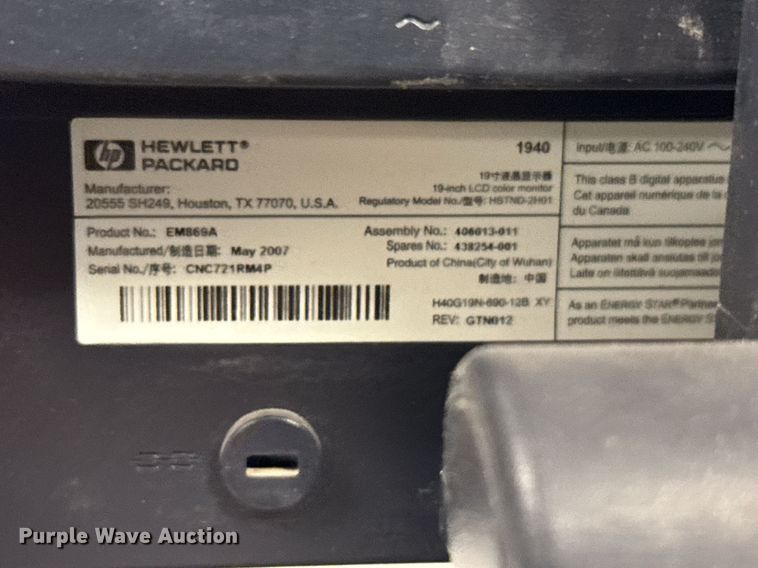 hp HEWLETT® PACKARD
1940
19寸液晶显示器
19-inch LCD color monitor
Manufacturer:
20555 SH249, Houston, TX 77070, U.S.A.
Regulatory Model No./型号: HSTND-2H01
Product No.: EM869A
Assembly No.: 406013-011
Spares No.: 438254-001
Manufactured/制造日期: May 2007
Product of China(City of Wuhan)
Serial No./序号: CNC721RM4P
制造地: 中国
H40G19N-690-12B XY
REV: GTN012
Input/电源: AC 100-240V
This class B digital apparatus
Cet appareil numérique de la
du Canada.
Apparatet må kun tilkoples
Apparaten skall anslutas till
Laite on liitettävä
As an ENERGY STAR® Partner
product meets the ENERGY
Purple Wave Auction